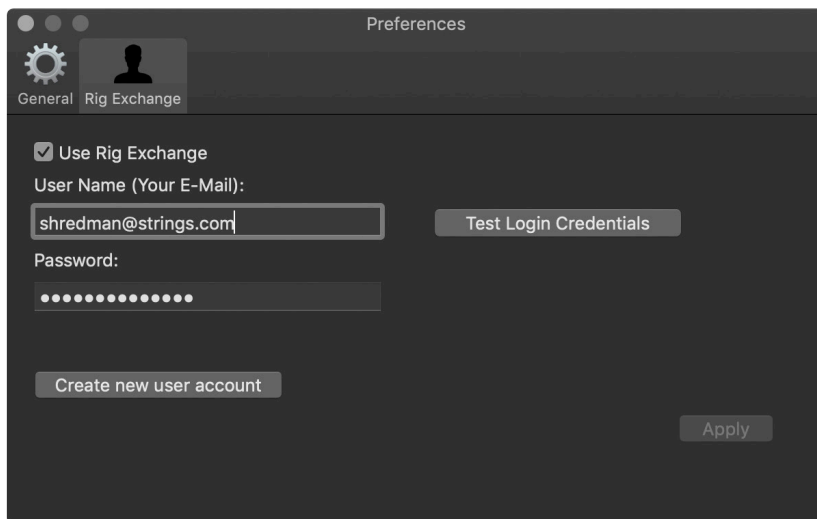 Preferences
General Rig Exchange
Use Rig Exchange
User Name (Your E-Mail):
shredman@strings.com
Test Login Credentials
Password:
●●●●●●●●●●●●●●
Create new user account
Apply